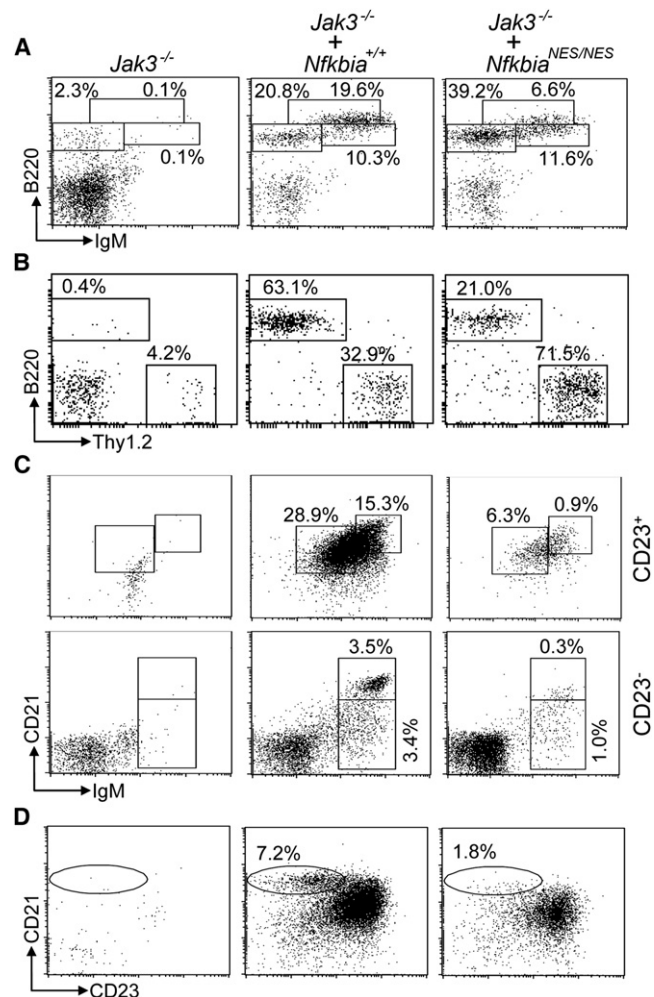 A
Jak3-/-
Jak3-/-
+
Nfkbia+/+
Jak3-/-
+
NfkbiaNES/NES
2.3%
0.1%
0.1%
20.8%
19.6%
10.3%
39.2%
6.6%
11.6%
B220
IgM
B
0.4%
4.2%
63.1%
32.9%
21.0%
71.5%
B220
Thy1.2
C
28.9%
15.3%
6.3%
0.9%
CD23+
3.5%
3.4%
0.3%
1.0%
CD23-
CD21
IgM
D
7.2%
1.8%
CD21
CD23